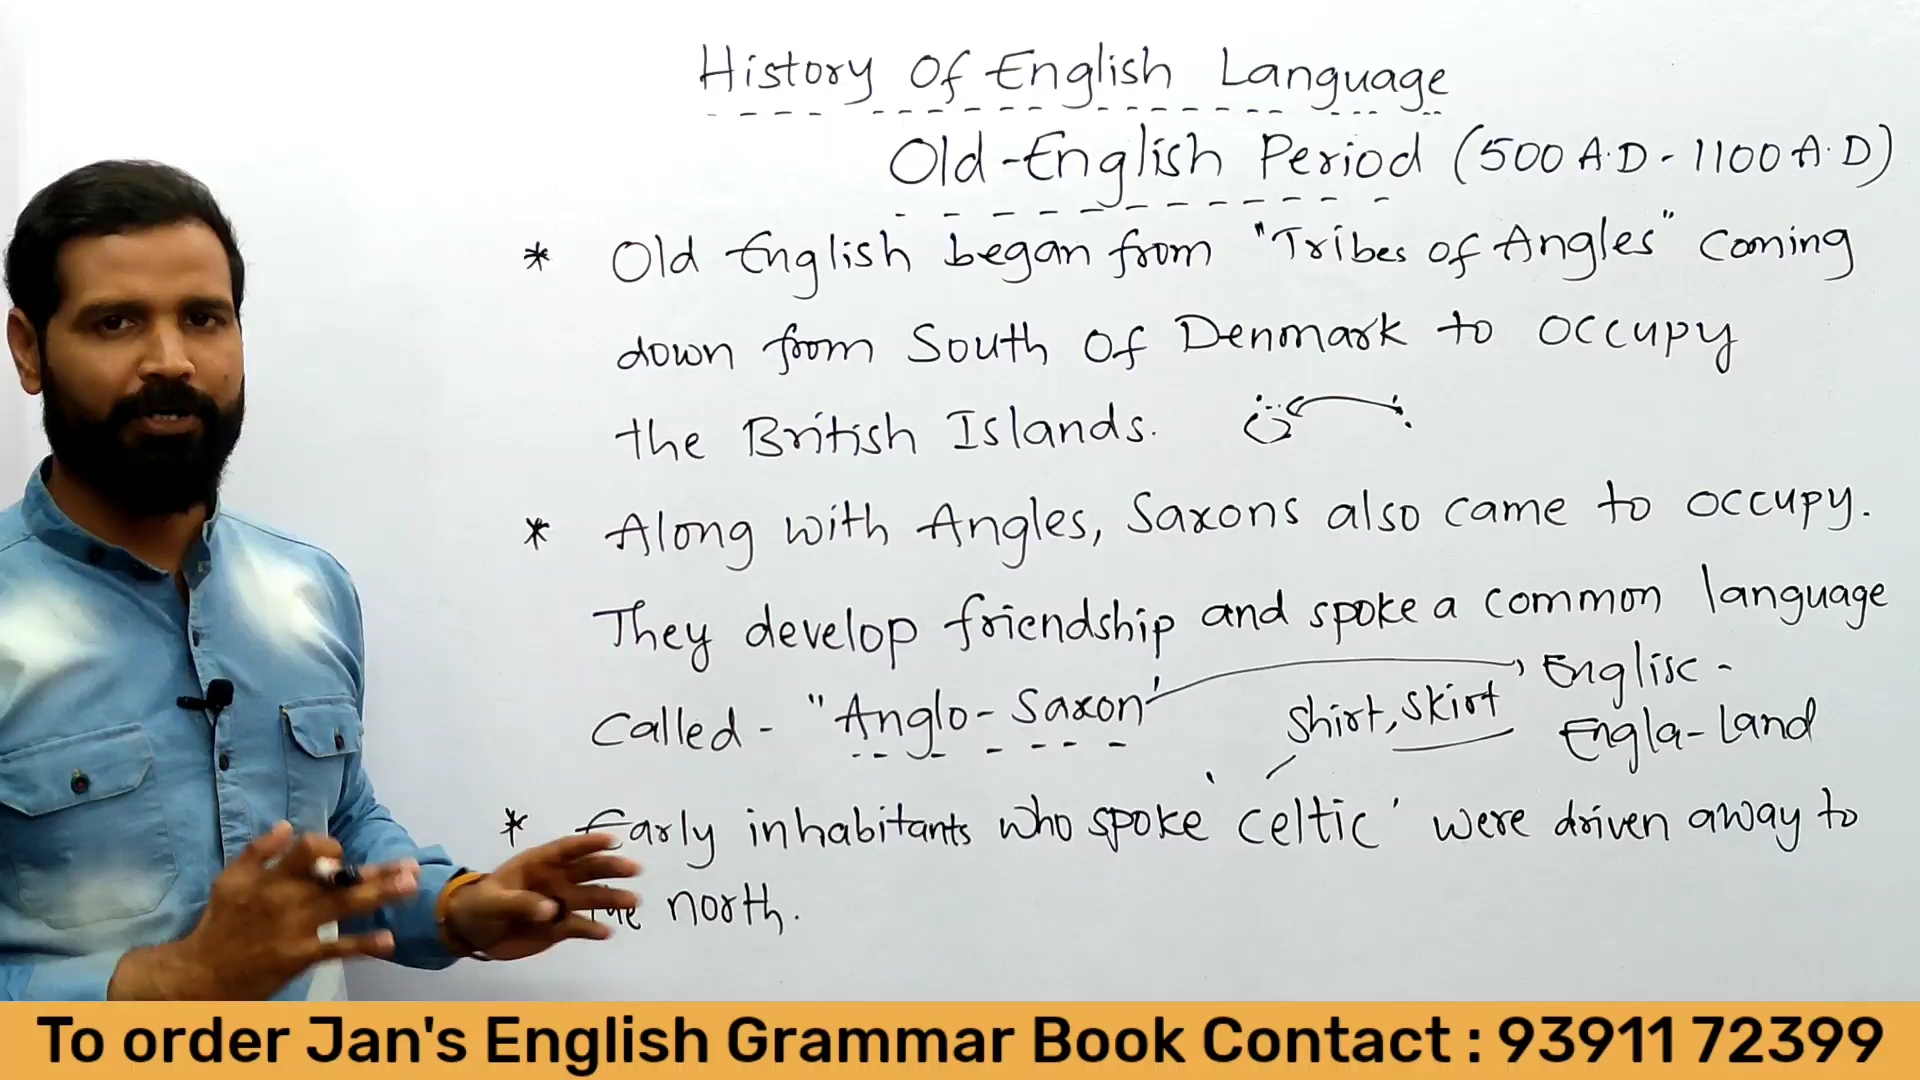 History Of English Language
Old-English Period (500 A.D - 1100 A.D)
* Old English began from "Tribes of Angles" coming
down from South Of Denmark to occupy
the British Islands.
* Along with Angles, Saxons also came to occupy.
They develop friendship and spoke a common language
called - "Anglo-Saxon" Englisc -
Shirt, Skirt Engla-Land
* Early inhabitants who spoke 'celtic' were driven away to
the north.
To order Jan's English Grammar Book Contact : 93911 72399